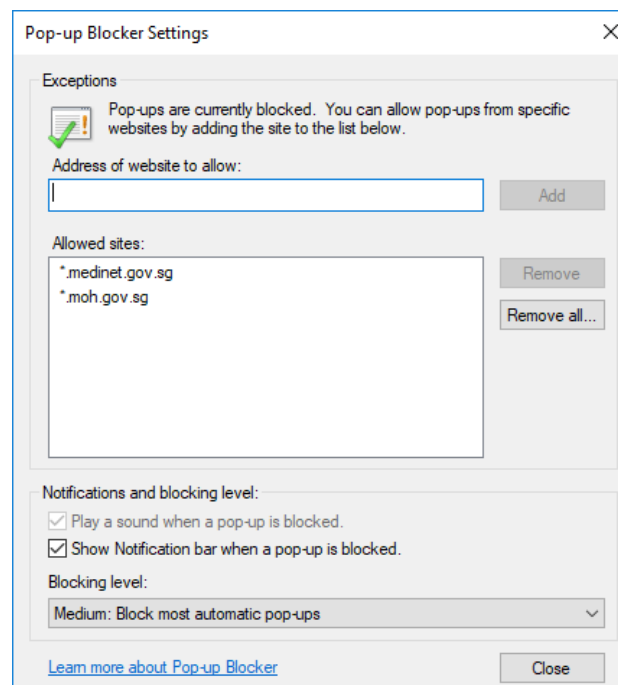 Pop-up Blocker Settings
Exceptions
Pop-ups are currently blocked. You can allow pop-ups from specific
websites by adding the site to the list below.
Address of website to allow:
Add
Allowed sites:
*.medinet.gov.sg
*.moh.gov.sg
Remove
Remove all...
Notifications and blocking level:
Play a sound when a pop-up is blocked.
Show Notification bar when a pop-up is blocked.
Blocking level:
Medium: Block most automatic pop-ups
Learn more about Pop-up Blocker
Close